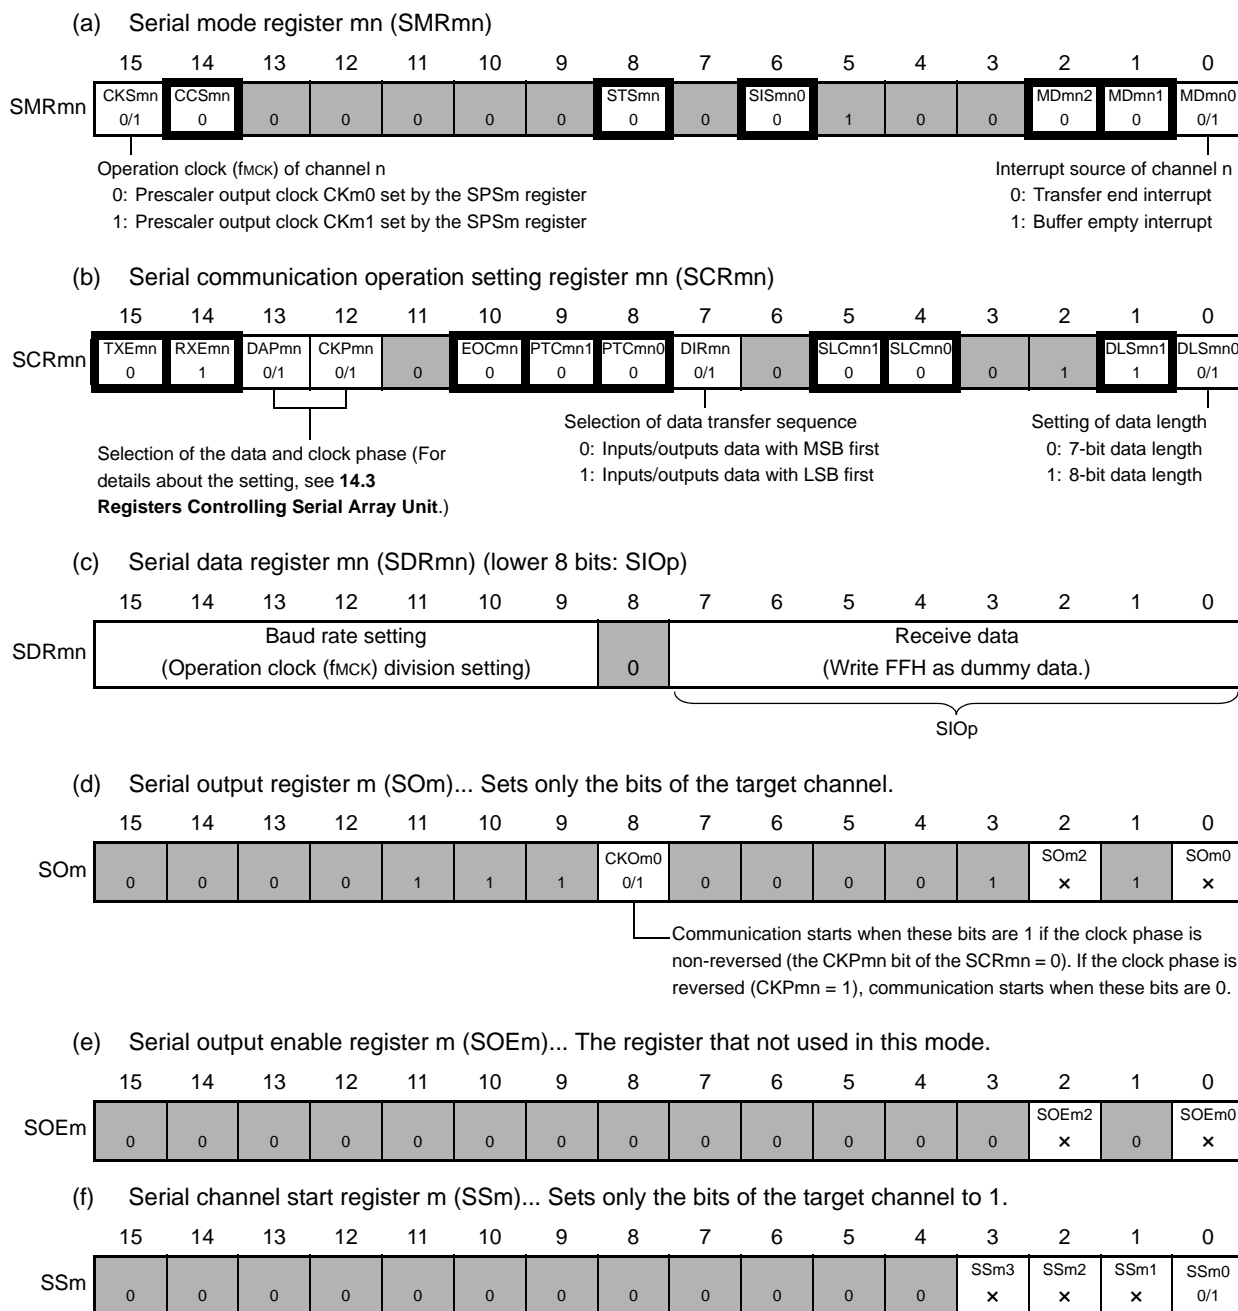 (a) Serial mode register mn (SMRmn)
15 14 13 12 11 10 9 8 7 6 5 4 3 2 1 0
SMRmn CKSmn CCSmn STSmn SISmn0 MDmn2 MDmn1 MDmn0
0/1 0 0 0 0 0 0 0 0 0 1 0 0 0 0 0/1
Operation clock (fMCK) of channel n Interrupt source of channel n
0: Prescaler output clock CKm0 set by the SPSm register 0: Transfer end interrupt
1: Prescaler output clock CKm1 set by the SPSm register 1: Buffer empty interrupt
(b) Serial communication operation setting register mn (SCRmn)
15 14 13 12 11 10 9 8 7 6 5 4 3 2 1 0
SCRmn TXEmn RXEmn DAPmn CKPmn EOCmn PTCmn1 PTCmn0 DIRmn SLCmn1 SLCmn0 DLSmn1 DLSmn0
0 1 0/1 0/1 0 0 0 0 0/1 0 0 0 0 1 1 0/1
Selection of data transfer sequence Setting of data length
0: Inputs/outputs data with MSB first 0: 7-bit data length
1: Inputs/outputs data with LSB first 1: 8-bit data length
Selection of the data and clock phase (For
details about the setting, see 14.3
Registers Controlling Serial Array Unit.)
(c) Serial data register mn (SDRmn) (lower 8 bits: SIOp)
15 14 13 12 11 10 9 8 7 6 5 4 3 2 1 0
SDRmn Baud rate setting Receive data
(Operation clock (fMCK) division setting) 0 (Write FFH as dummy data.)
SIOp
(d) Serial output register m (SOm)... Sets only the bits of the target channel.
15 14 13 12 11 10 9 8 7 6 5 4 3 2 1 0
SOm CKOm0 SOm2 SOm0
0 0 0 0 1 1 1 0/1 0 0 0 0 1 × 1 ×
Communication starts when these bits are 1 if the clock phase is
non-reversed (the CKPmn bit of the SCRmn = 0). If the clock phase is
reversed (CKPmn = 1), communication starts when these bits are 0.
(e) Serial output enable register m (SOEm)... The register that not used in this mode.
15 14 13 12 11 10 9 8 7 6 5 4 3 2 1 0
SOEm SOEm2 SOEm0
0 0 0 0 0 0 0 0 0 0 0 0 0 × 0 ×
(f) Serial channel start register m (SSm)... Sets only the bits of the target channel to 1.
15 14 13 12 11 10 9 8 7 6 5 4 3 2 1 0
SSm SSm3 SSm2 SSm1 SSm0
0 0 0 0 0 0 0 0 0 0 0 0 × × × 0/1